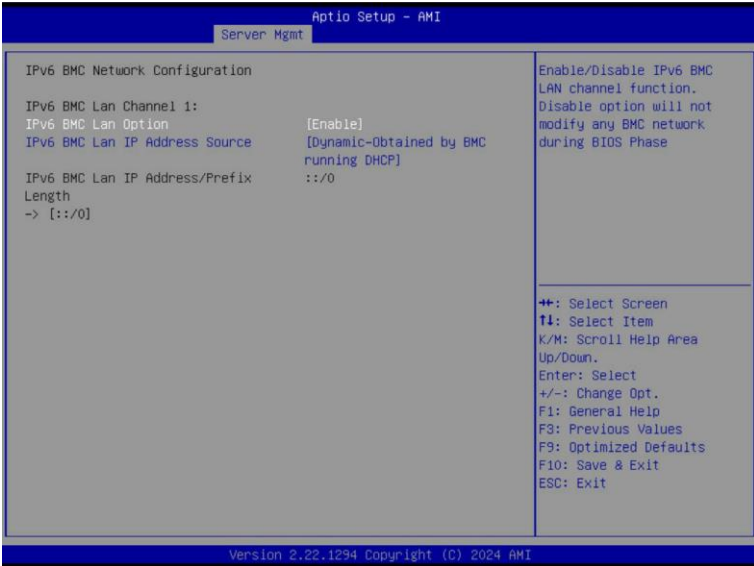 Aptio Setup – AMI
Server Mgmt
IPv6 BMC Network Configuration
IPv6 BMC Lan Channel 1:
IPv6 BMC Lan Option [Enable]
IPv6 BMC Lan IP Address Source [Dynamic-Obtained by BMC
running DHCP]
IPv6 BMC Lan IP Address/Prefix ::/0
Length
-> [::/0]
Enable/Disable IPv6 BMC
LAN channel function.
Disable option will not
modify any BMC network
during BIOS Phase
→←: Select Screen
↑↓: Select Item
K/M: Scroll Help Area
Up/Down.
Enter: Select
+/-: Change Opt.
F1: General Help
F3: Previous Values
F9: Optimized Defaults
F10: Save & Exit
ESC: Exit
Version 2.22.1294 Copyright (C) 2024 AMI